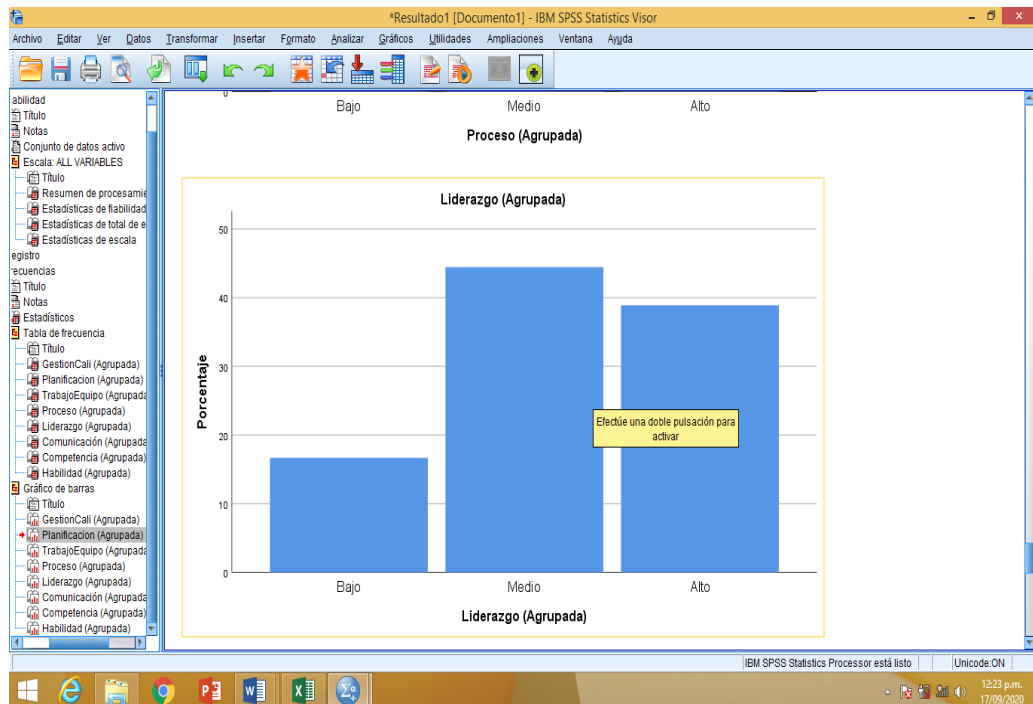 *Resultado1 [Documento1] - IBM SPSS Statistics Visor
Archivo Editar Ver Datos Transformar Insertar Formato Analizar Gráficos Utilidades Ampliaciones Ventana Ayuda
abilidad
Título
Notas
Conjunto de datos activo
Escala: ALL VARIABLES
Título
Resumen de procesamie
Estadísticas de fiabilidad
Estadísticas de total de e
Estadísticas de escala
egistro
recuencias
Título
Notas
Estadísticos
Tabla de frecuencia
Título
GestionCali (Agrupada)
Planificacion (Agrupada)
TrabajoEquipo (Agrupada
Proceso (Agrupada)
Liderazgo (Agrupada)
Comunicación (Agrupada
Competencia (Agrupada)
Habilidad (Agrupada)
Gráfico de barras
Título
GestionCali (Agrupada)
Planificacion (Agrupada)
TrabajoEquipo (Agrupada
Proceso (Agrupada)
Liderazgo (Agrupada)
Comunicación (Agrupada
Competencia (Agrupada)
Habilidad (Agrupada)
0
Bajo Medio Alto
Proceso (Agrupada)
Liderazgo (Agrupada)
Porcentaje
50
40
30
20
10
0
Efectúe una doble pulsación para
activar
Bajo Medio Alto
Liderazgo (Agrupada)
IBM SPSS Statistics Processor está listo Unicode:ON
12:23 p.m.
17/09/2020